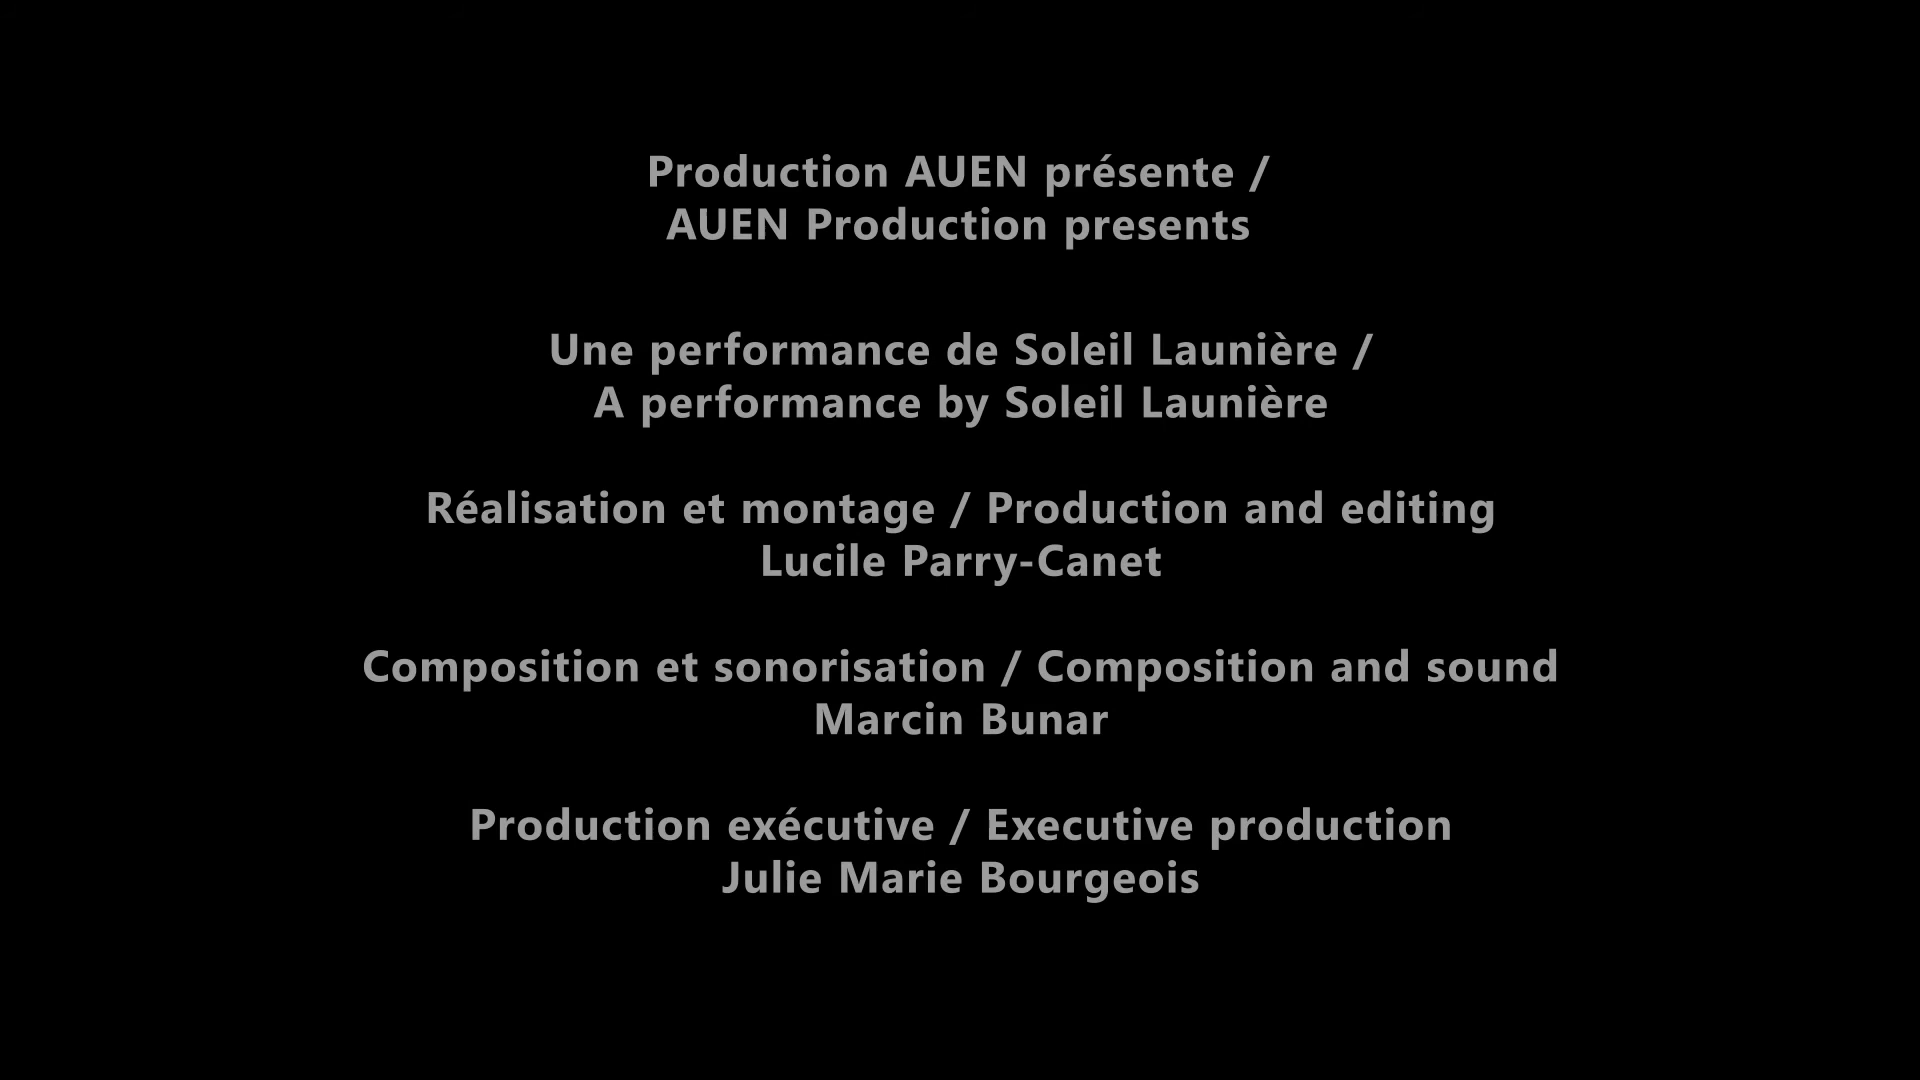 Production AUEN présente /
AUEN Production presents
Une performance de Soleil Launière /
A performance by Soleil Launière
Réalisation et montage / Production and editing
Lucile Parry-Canet
Composition et sonorisation / Composition and sound
Marcin Bunar
Production exécutive / Executive production
Julie Marie Bourgeois